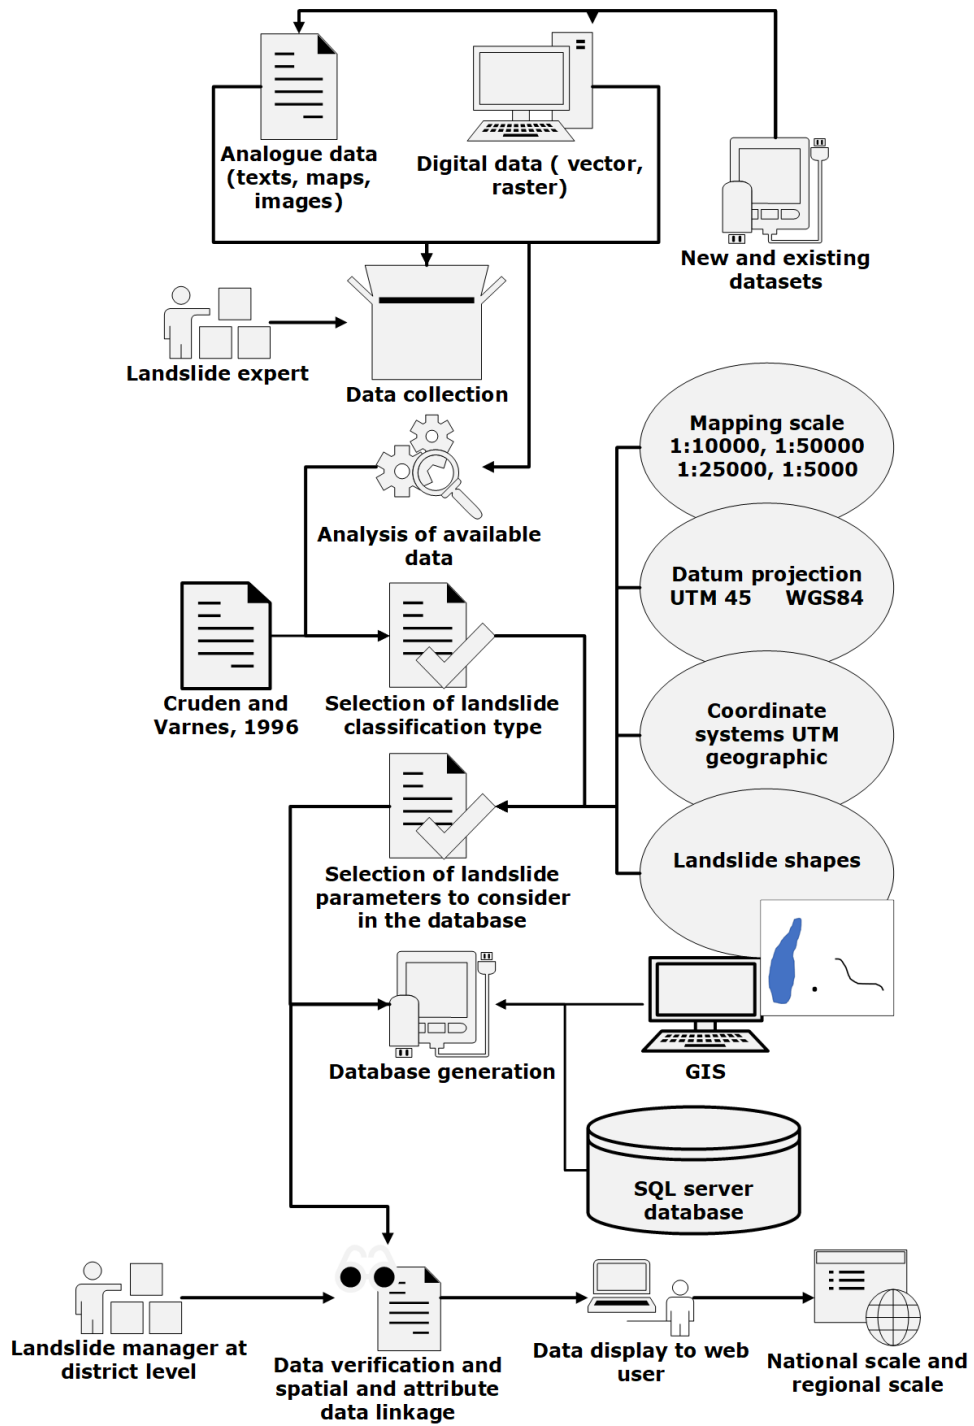 Analogue data
(texts, maps,
images)
Digital data ( vector,
raster)
New and existing
datasets
Landslide expert
Data collection
Mapping scale
1:10000, 1:50000
1:25000, 1:5000
Analysis of available
data
Datum projection
UTM 45 WGS84
Cruden and
Varnes, 1996
Selection of landslide
classification type
Coordinate
systems UTM
geographic
Selection of landslide
parameters to consider
in the database
Landslide shapes
Database generation
GIS
SQL server
database
Landslide manager at
district level
Data verification and
spatial and attribute
data linkage
Data display to web
user
National scale and
regional scale